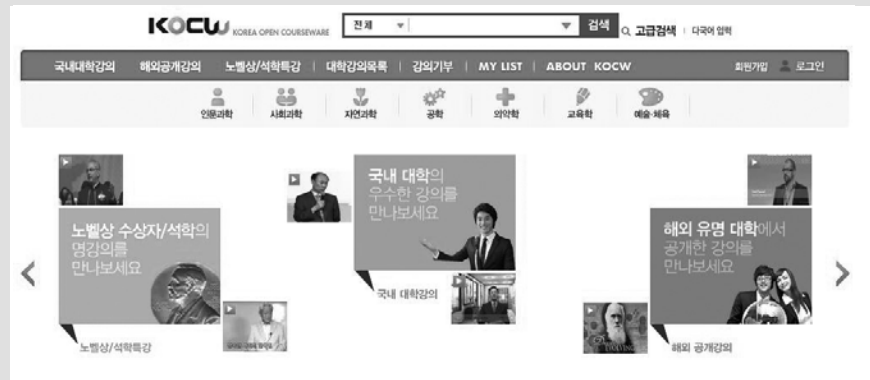 KOCW KOREA OPEN COURSEWARE 전체 검색 고급검색 다국어 입력
국내대학강의 해외공개강의 노벨상/석학특강 대학강의목록 강의기부 MY LIST ABOUT KOCW 회원가입 로그인
인문과학 사회과학 자연과학 공학 의약학 교육학 예술·체육
노벨상 수상자/석학의
명강의를
만나보세요
노벨상/석학특강
국내 대학의
우수한 강의를
만나보세요
국내 대학강의
해외 유명 대학에서
공개한 강의를
만나보세요
해외 공개강의